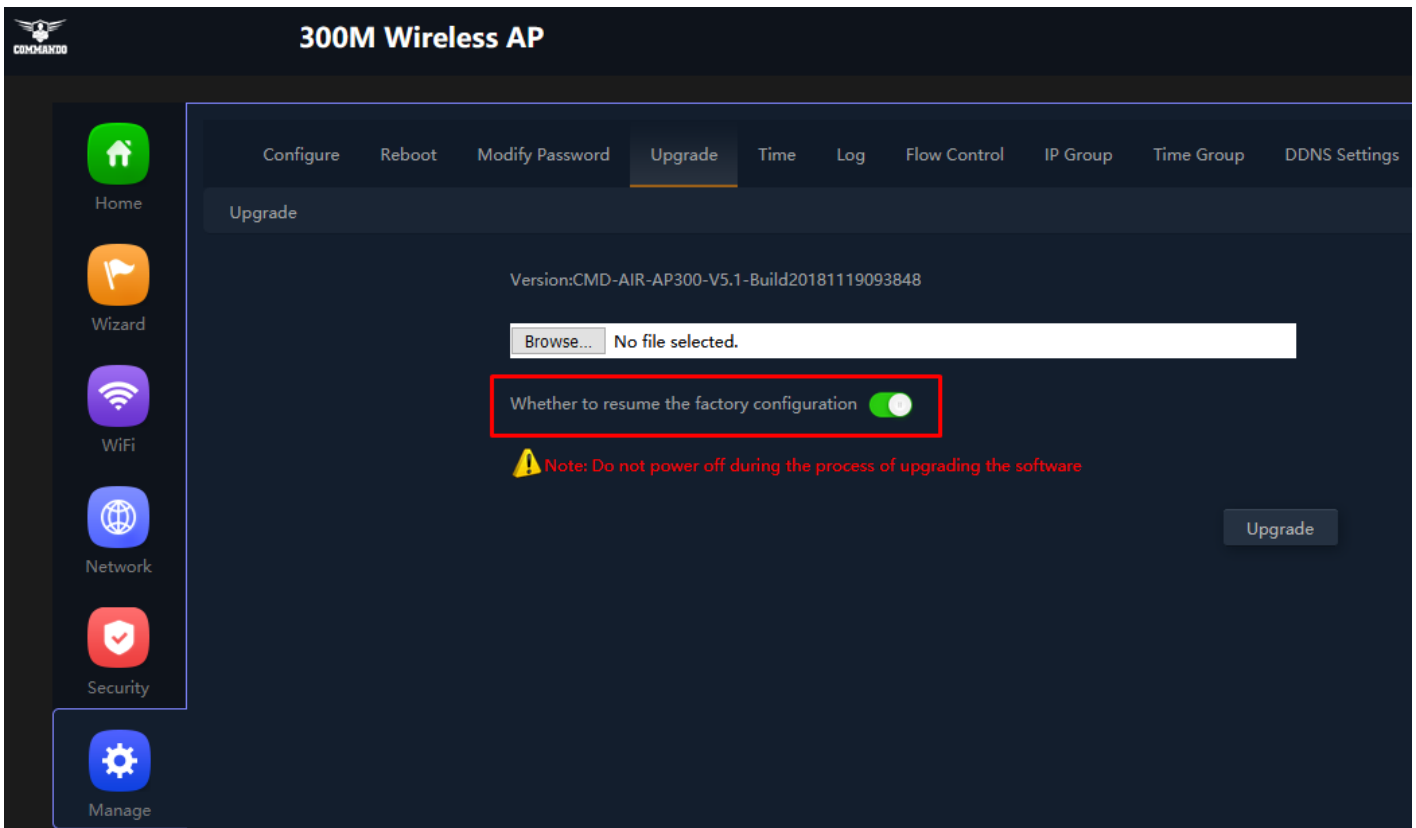 COMMANDO
300M Wireless AP
Configure Reboot Modify Password Upgrade Time Log Flow Control IP Group Time Group DDNS Settings
Home
Upgrade
Version:CMD-AIR-AP300-V5.1-Build20181119093848
Wizard
Browse... No file selected.
Whether to resume the factory configuration
WiFi
Note: Do not power off during the process of upgrading the software
Upgrade
Network
Security
Manage